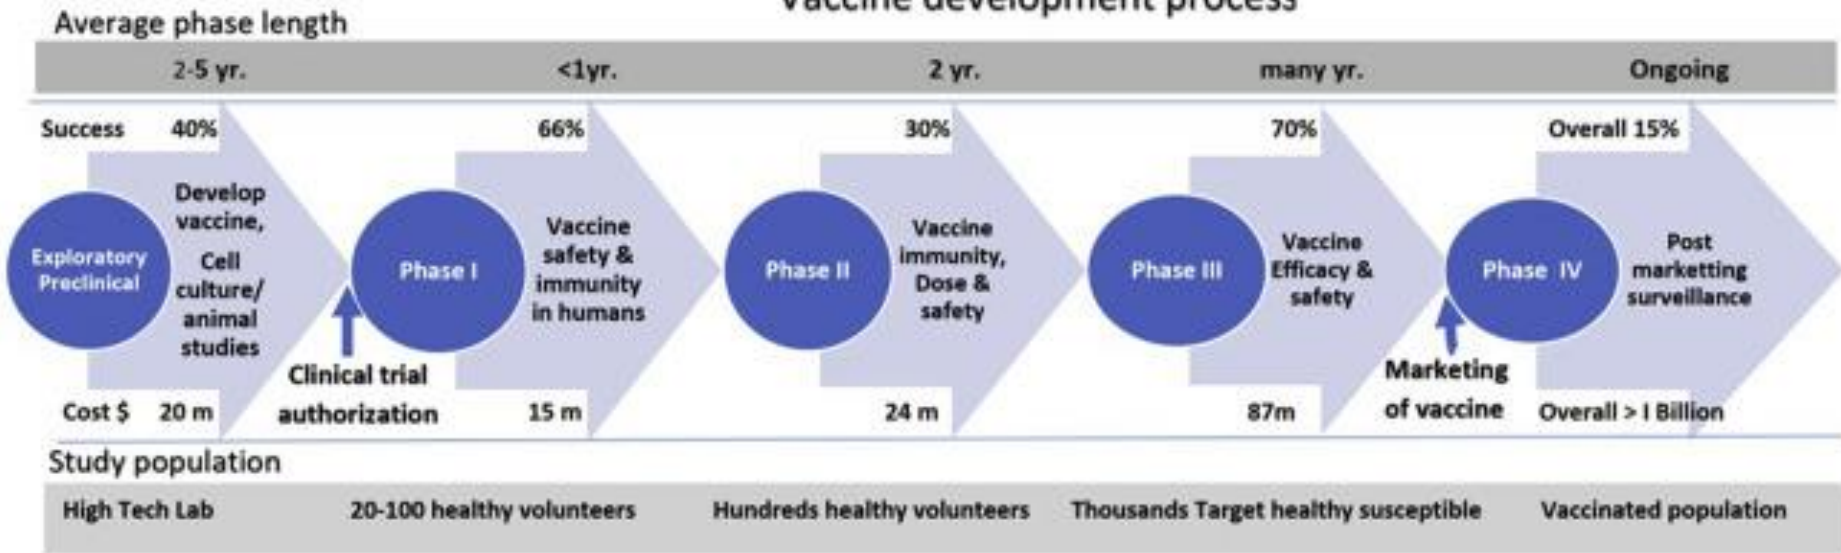 Vaccine development process
Average phase length
2-5 yr.
<1yr.
2 yr.
many yr.
Ongoing
Success
40%
66%
30%
70%
Overall 15%
Exploratory
Preclinical
Develop
vaccine,
Cell
culture/
animal
studies
Phase I
Vaccine
safety &
immunity
in humans
Phase II
Vaccine
immunity,
Dose &
safety
Phase III
Vaccine
Efficacy &
safety
Phase IV
Post
marketting
surveillance
Clinical trial
authorization
Marketing
of vaccine
Cost $
20 m
15 m
24 m
87m
Overall > I Billion
Study population
High Tech Lab
20-100 healthy volunteers
Hundreds healthy volunteers
Thousands Target healthy susceptible
Vaccinated population